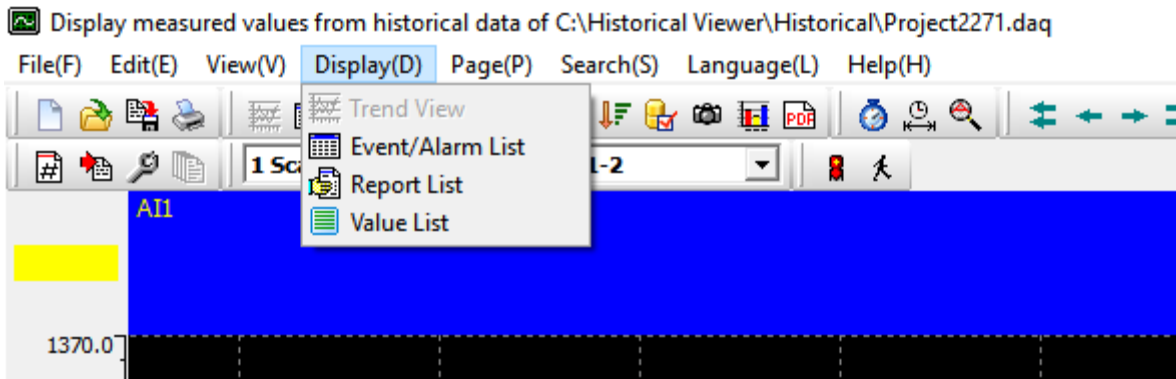 Display measured values from historical data of C:\Historical Viewer\Historical\Project2271.daq
File(F) Edit(E) View(V) Display(D) Page(P) Search(S) Language(L) Help(H)
Trend View
PDF
Event/Alarm List
#
1
1-2
Report List
AI1
Value List
1370.0